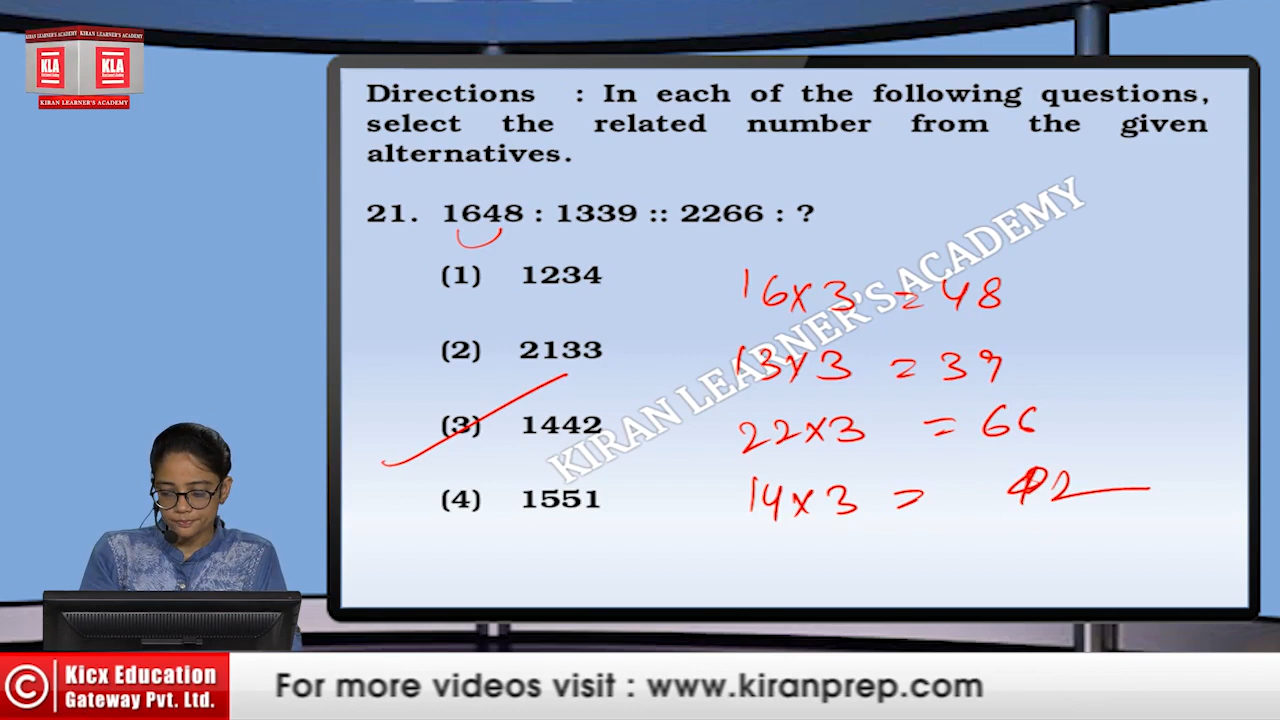 KIRAN LEARNER'S ACADEMY KIRAN LEARNER'S ACADEMY
KLA KLA
KIRAN LEARNER'S ACADEMY
Directions : In each of the following questions,
select the related number from the given
alternatives.
21. 1648 : 1339 :: 2266 : ?
(1) 1234
(2) 2133
(3) 1442
(4) 1551
16x3 = 48
13x3 = 39
22x3 = 66
14x3 = 42
KIRAN LEARNER'S ACADEMY
© Kicx Education
Gateway Pvt. Ltd.
For more videos visit : www.kiranprep.com